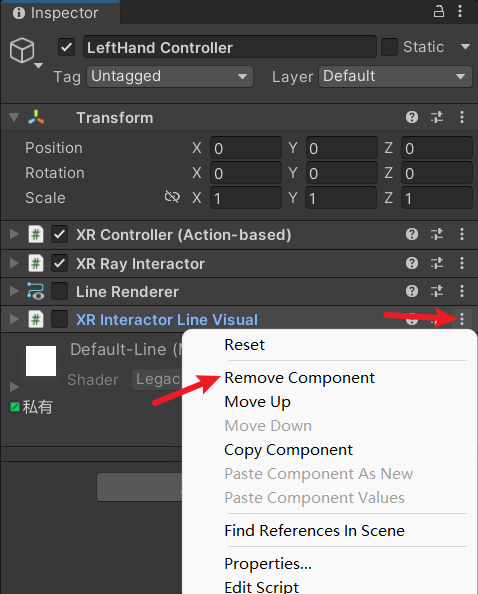 Inspector
LeftHand Controller
Static
Tag Untagged Layer Default
Transform
Position X 0 Y 0 Z 0
Rotation X 0 Y 0 Z 0
Scale X 1 Y 1 Z 1
XR Controller (Action-based)
XR Ray Interactor
Line Renderer
XR Interactor Line Visual
Default-Line (
Shader Legac
私有
Reset
Remove Component
Move Up
Move Down
Copy Component
Paste Component As New
Paste Component Values
Find References In Scene
Properties...
Edit Script